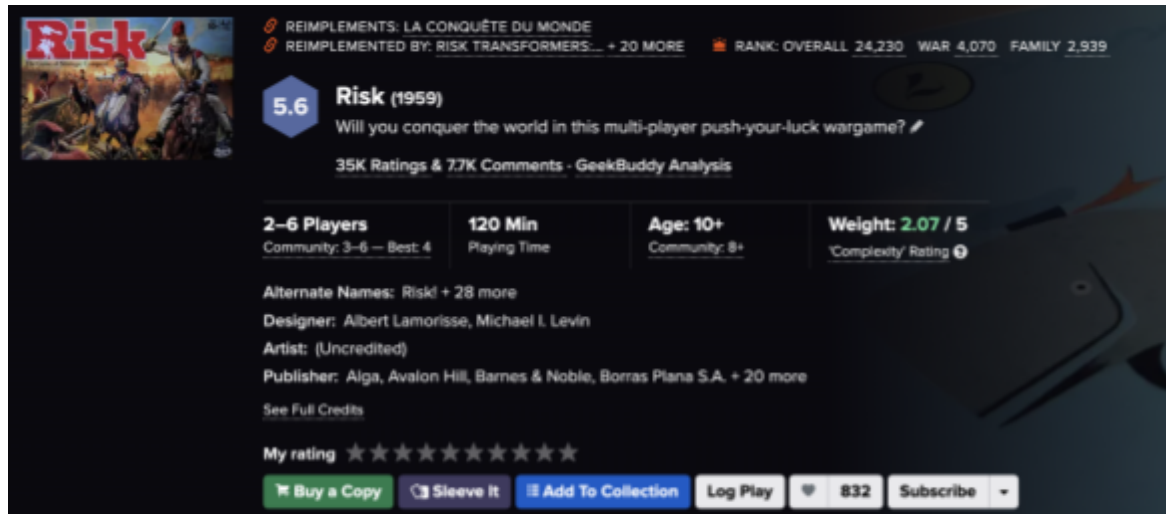 Risk
REIMPLEMENTS: LA CONQUÊTE DU MONDE
REIMPLEMENTED BY: RISK TRANSFORMERS:... + 20 MORE RANK: OVERALL 24,230 WAR 4,070 FAMILY 2,939
5.6
Risk (1959)
Will you conquer the world in this multi-player push-your-luck wargame?
35K Ratings & 7.7K Comments · GeekBuddy Analysis
2–6 Players 120 Min Age: 10+ Weight: 2.07 / 5
Community: 3–6 — Best: 4 Playing Time Community: 8+ 'Complexity' Rating
Alternate Names: Risk! + 28 more
Designer: Albert Lamorisse, Michael I. Levin
Artist: (Uncredited)
Publisher: Alga, Avalon Hill, Barnes & Noble, Borras Plana S.A. + 20 more
See Full Credits
My rating
Buy a Copy Sleeve It Add To Collection Log Play 832 Subscribe